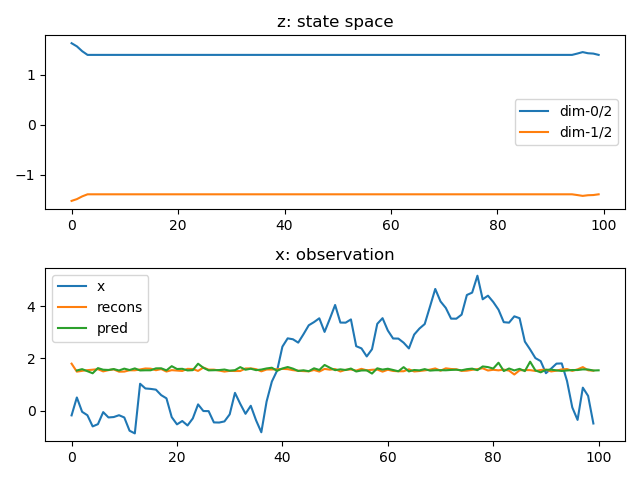 z: state space
1
0
−1
dim-0/2
dim-1/2
0 20 40 60 80 100
x: observation
x
recons
pred
4
2
0
0 20 40 60 80 100